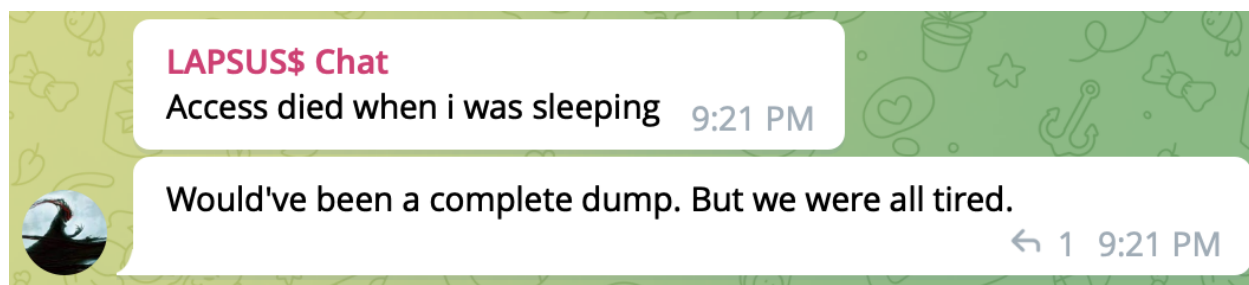 LAPSUS$ Chat
Access died when i was sleeping 9:21 PM
Would've been a complete dump. But we were all tired.
1 9:21 PM